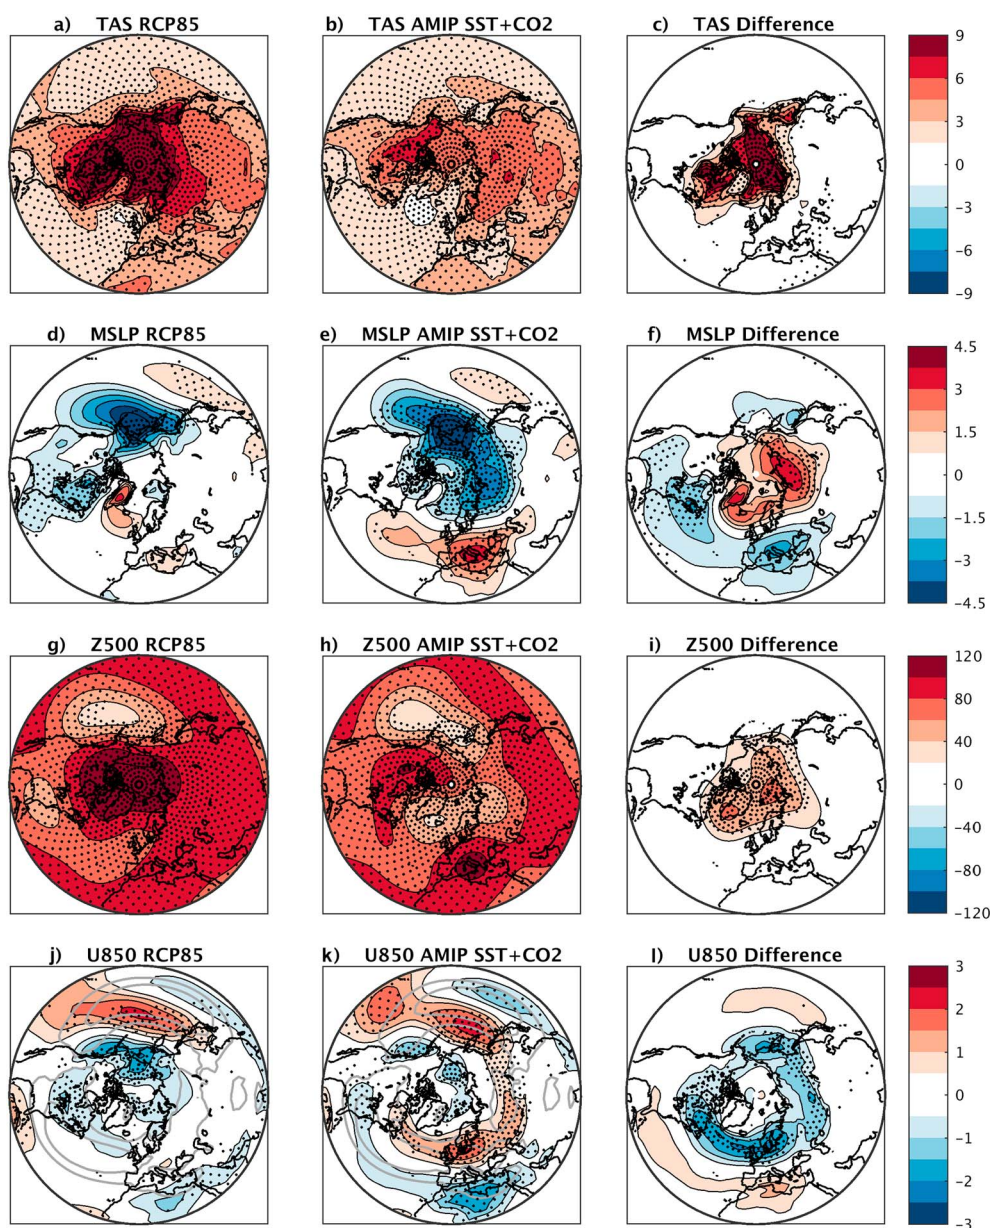 a) TAS RCP85
b) TAS AMIP SST+CO2
c) TAS Difference
9
6
3
0
−3
−6
−9
d) MSLP RCP85
e) MSLP AMIP SST+CO2
f) MSLP Difference
4.5
3
1.5
0
−1.5
−3
−4.5
g) Z500 RCP85
h) Z500 AMIP SST+CO2
i) Z500 Difference
120
80
40
0
−40
−80
−120
j) U850 RCP85
k) U850 AMIP SST+CO2
l) U850 Difference
3
2
1
0
−1
−2
−3